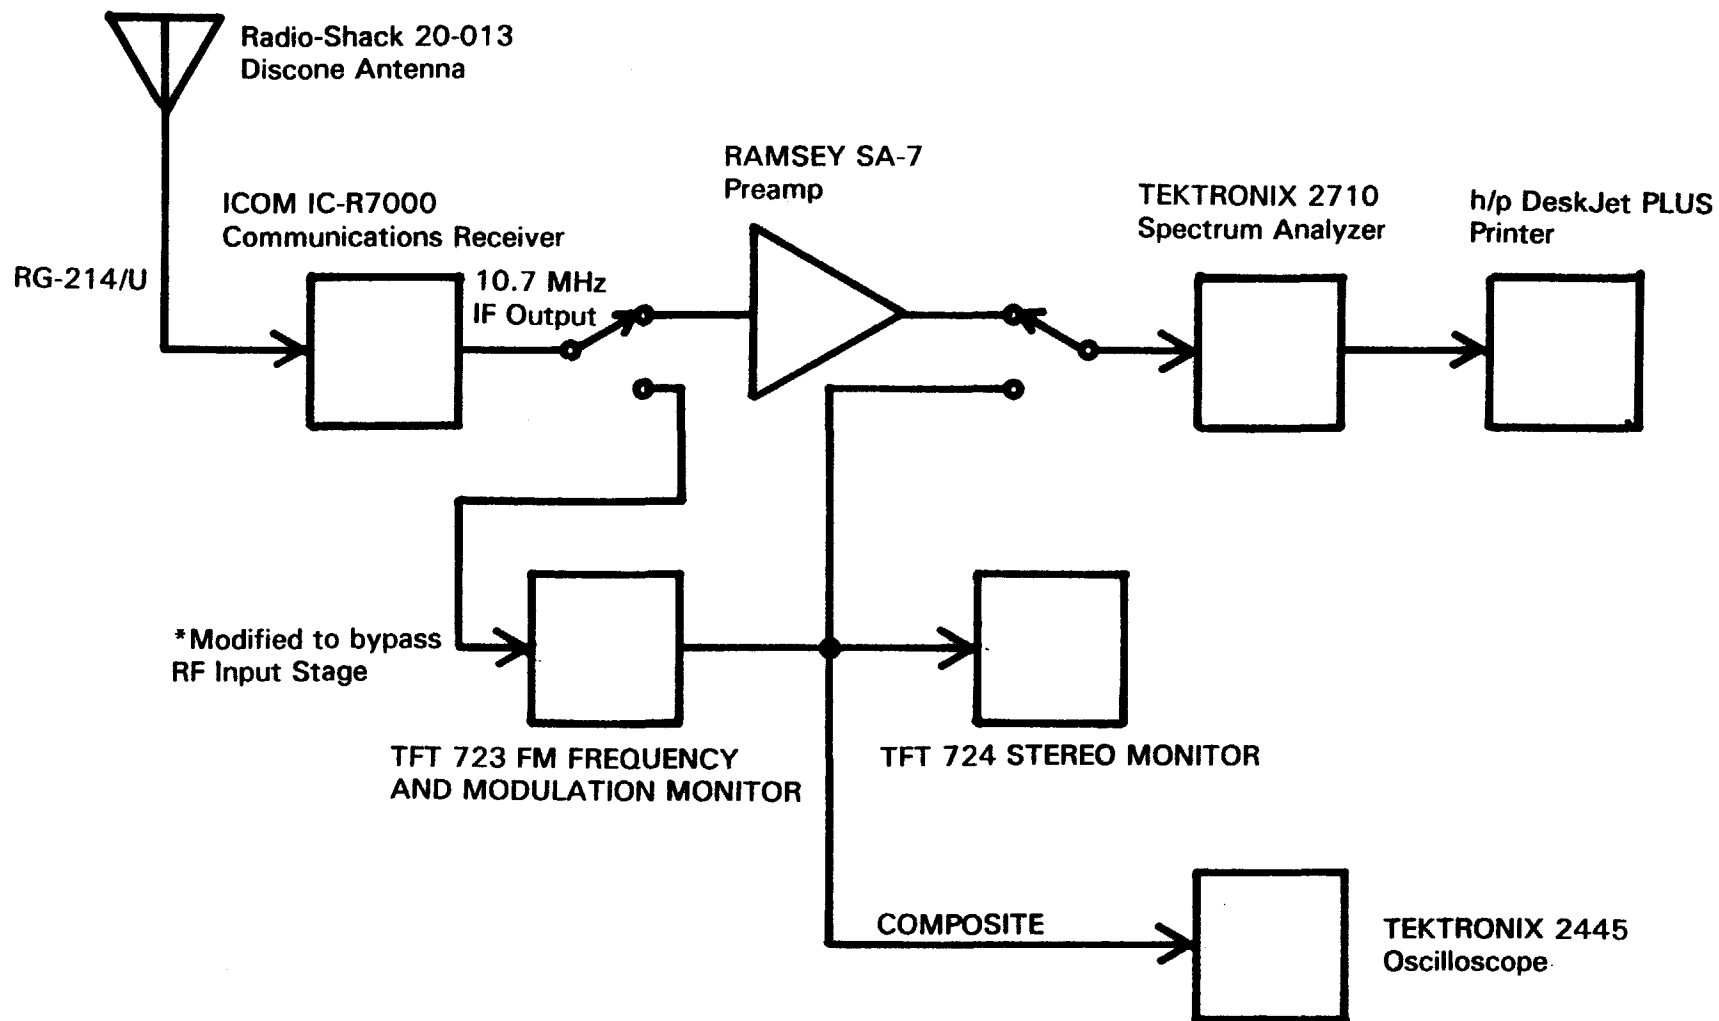 Radio-Shack 20-013
Discone Antenna
RAMSEY SA-7
Preamp
ICOM IC-R7000
Communications Receiver
TEKTRONIX 2710
Spectrum Analyzer
h/p DeskJet PLUS
Printer
RG-214/U
10.7 MHz
IF Output
*Modified to bypass
RF Input Stage
TFT 723 FM FREQUENCY
AND MODULATION MONITOR
TFT 724 STEREO MONITOR
COMPOSITE
TEKTRONIX 2445
Oscilloscope